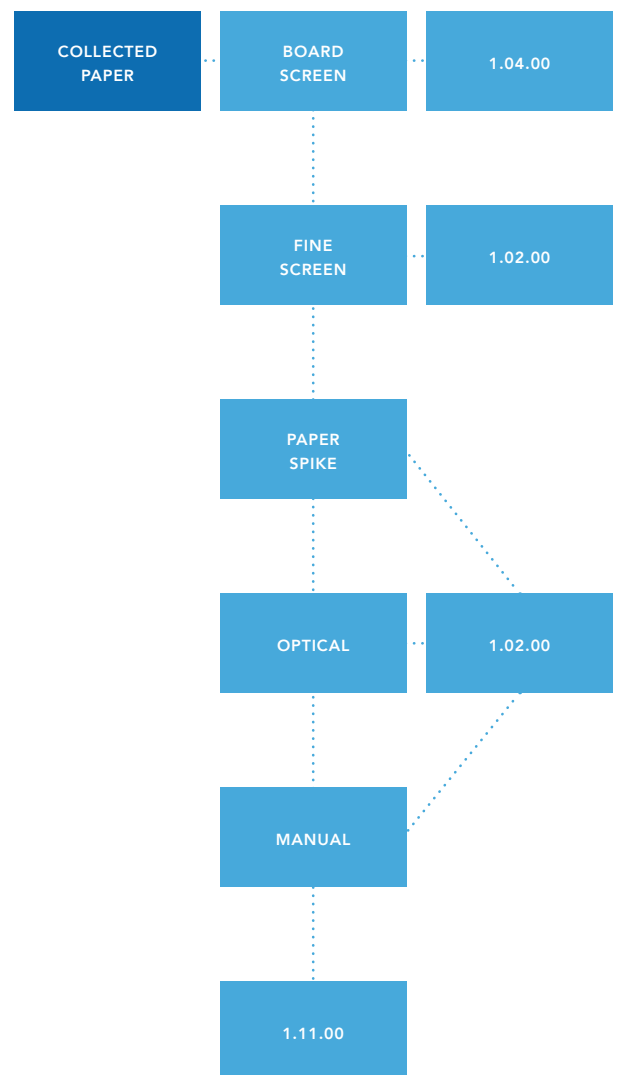 COLLECTED
PAPER
BOARD
SCREEN
1.04.00
FINE
SCREEN
1.02.00
PAPER
SPIKE
OPTICAL
1.02.00
MANUAL
1.11.00